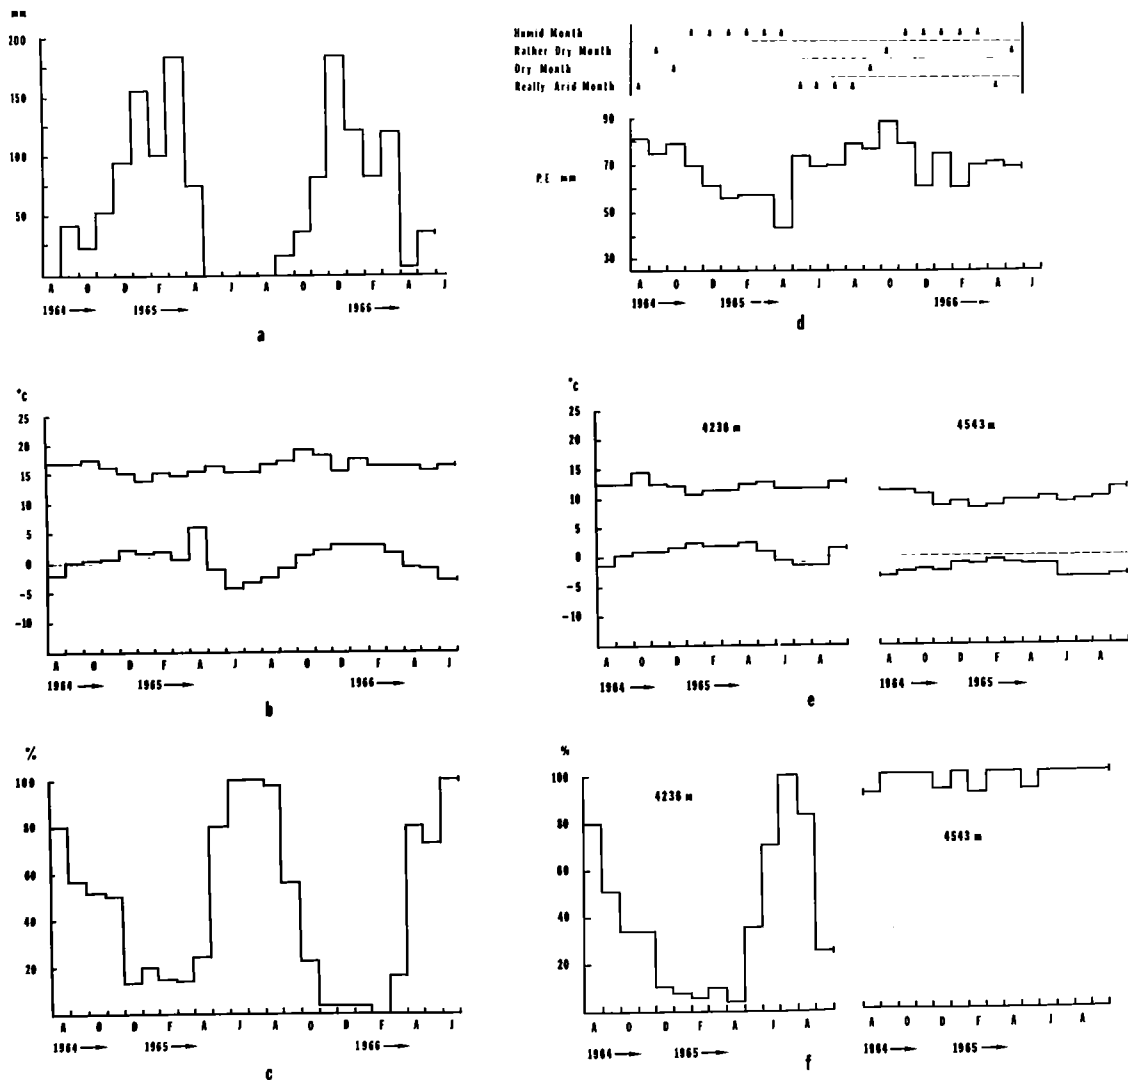 mm
200
150
100
50
A O D F A J A O D F A J
1964 → 1965 → 1966 →
a
Humid Month
Rather Dry Month
Dry Month
Really Arid Month
90
70
P.E mm
50
30
A O D F A J A O D F A J
1964 → 1965 → 1966 →
d
°C
25
20
15
10
5
0
-5
-10
A O D F A J A O D F A J
1964 → 1965 → 1966 →
b
°C
25
4236 m 4543 m
20
15
10
5
0
-5
-10
A O D F A J A A O D F A J A
1964 → 1965 → 1964 → 1965 →
e
%
100
80
60
40
20
A O D F A J A O D F A J
1964 → 1965 → 1966 →
c
%
100
4236 m
80
4543 m
60
40
20
A O D F A J A A O D F A J A
1964 → 1965 → 1964 → 1965 →
f